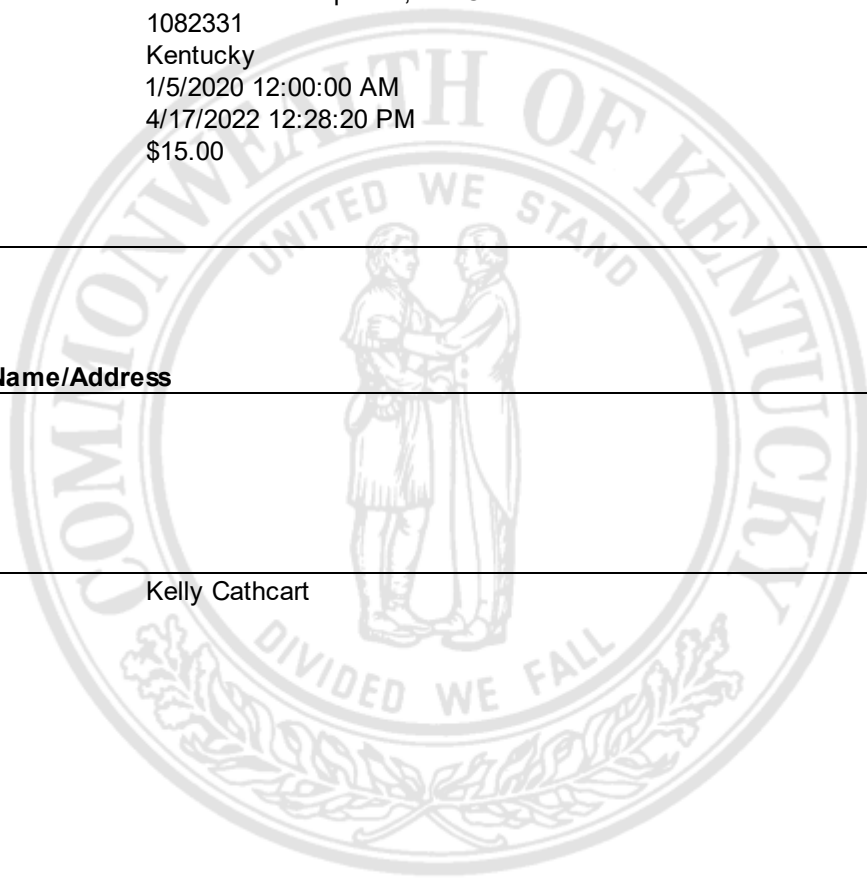 1082331
Kentucky
1/5/2020 12:00:00 AM
4/17/2022 12:28:20 PM
$15.00
COMMONWEALTH OF KENTUCKY
UNITED WE STAND
Name/Address
Kelly Cathcart
DIVIDED WE FALL